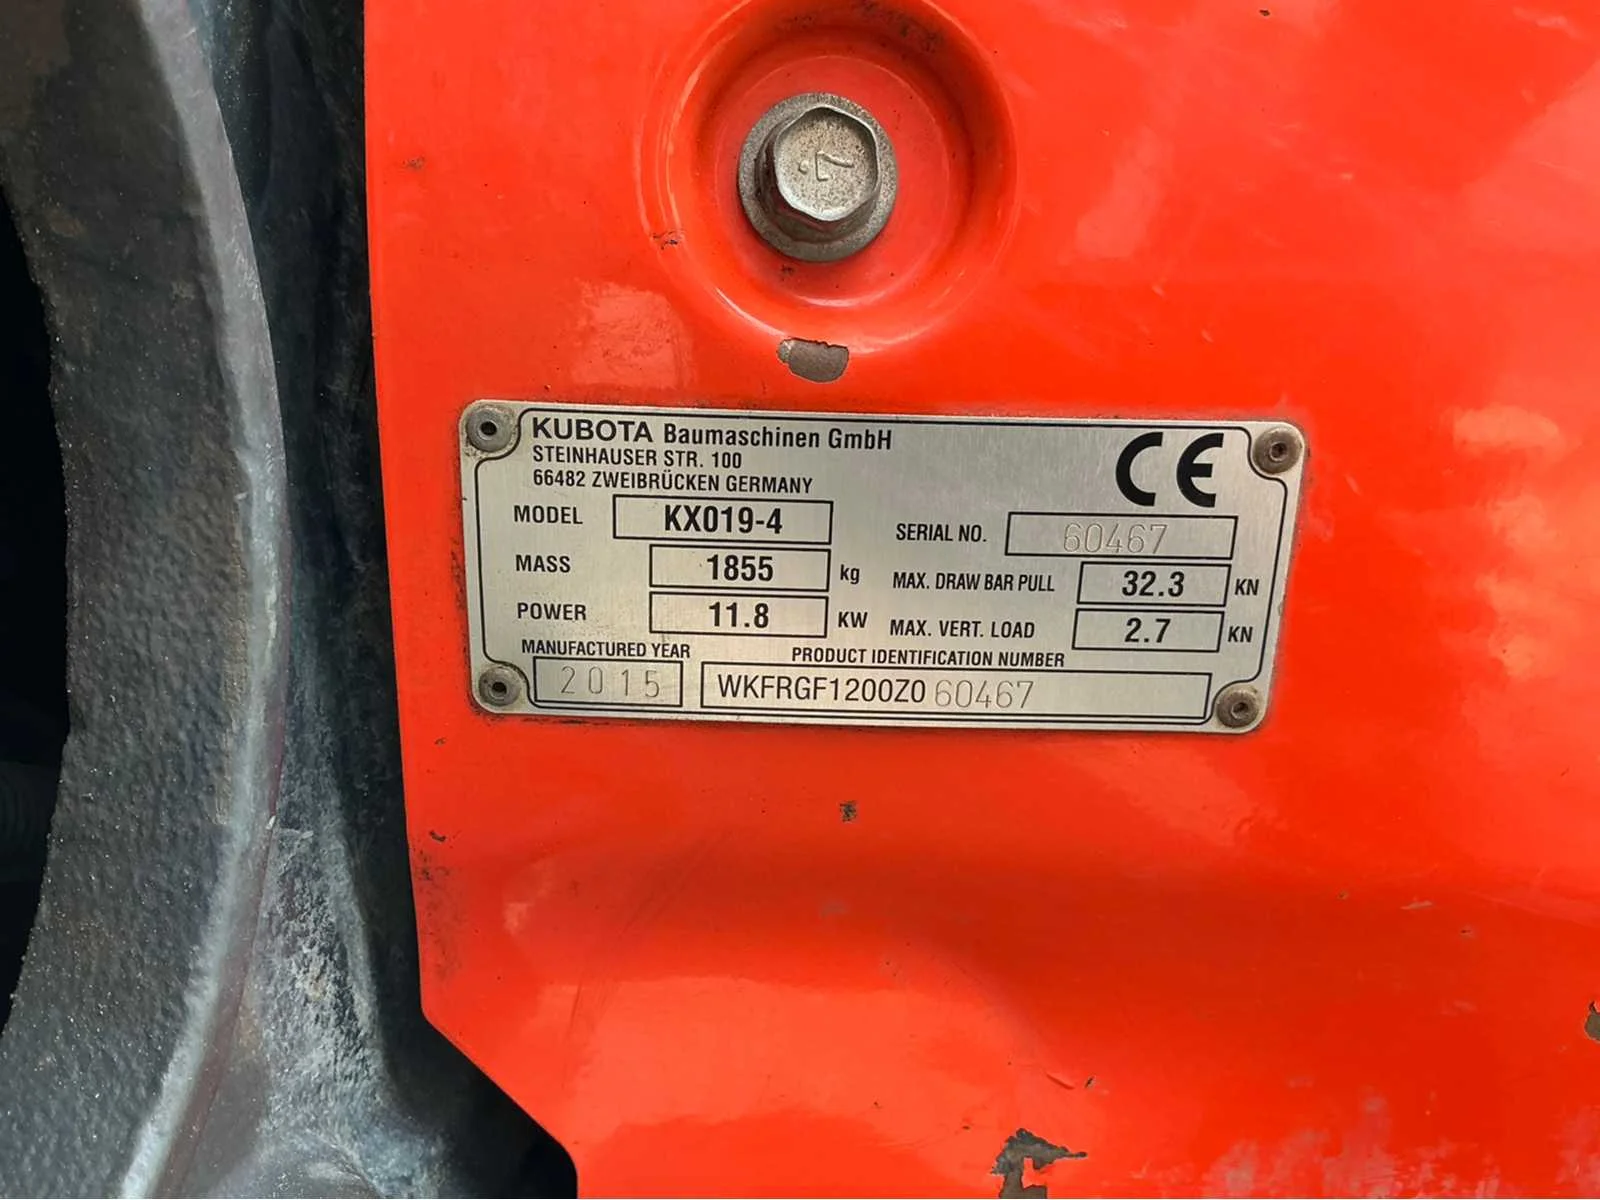 7
KUBOTA Baumaschinen GmbH
STEINHAUSER STR. 100
66482 ZWEIBRÜCKEN GERMANY
CE
MODEL KX019-4
SERIAL NO. 60467
MASS 1855 kg
MAX. DRAW BAR PULL 32.3 KN
POWER 11.8 KW
MAX. VERT. LOAD 2.7 KN
MANUFACTURED YEAR
2015
PRODUCT IDENTIFICATION NUMBER
WKFRGF1200Z060467